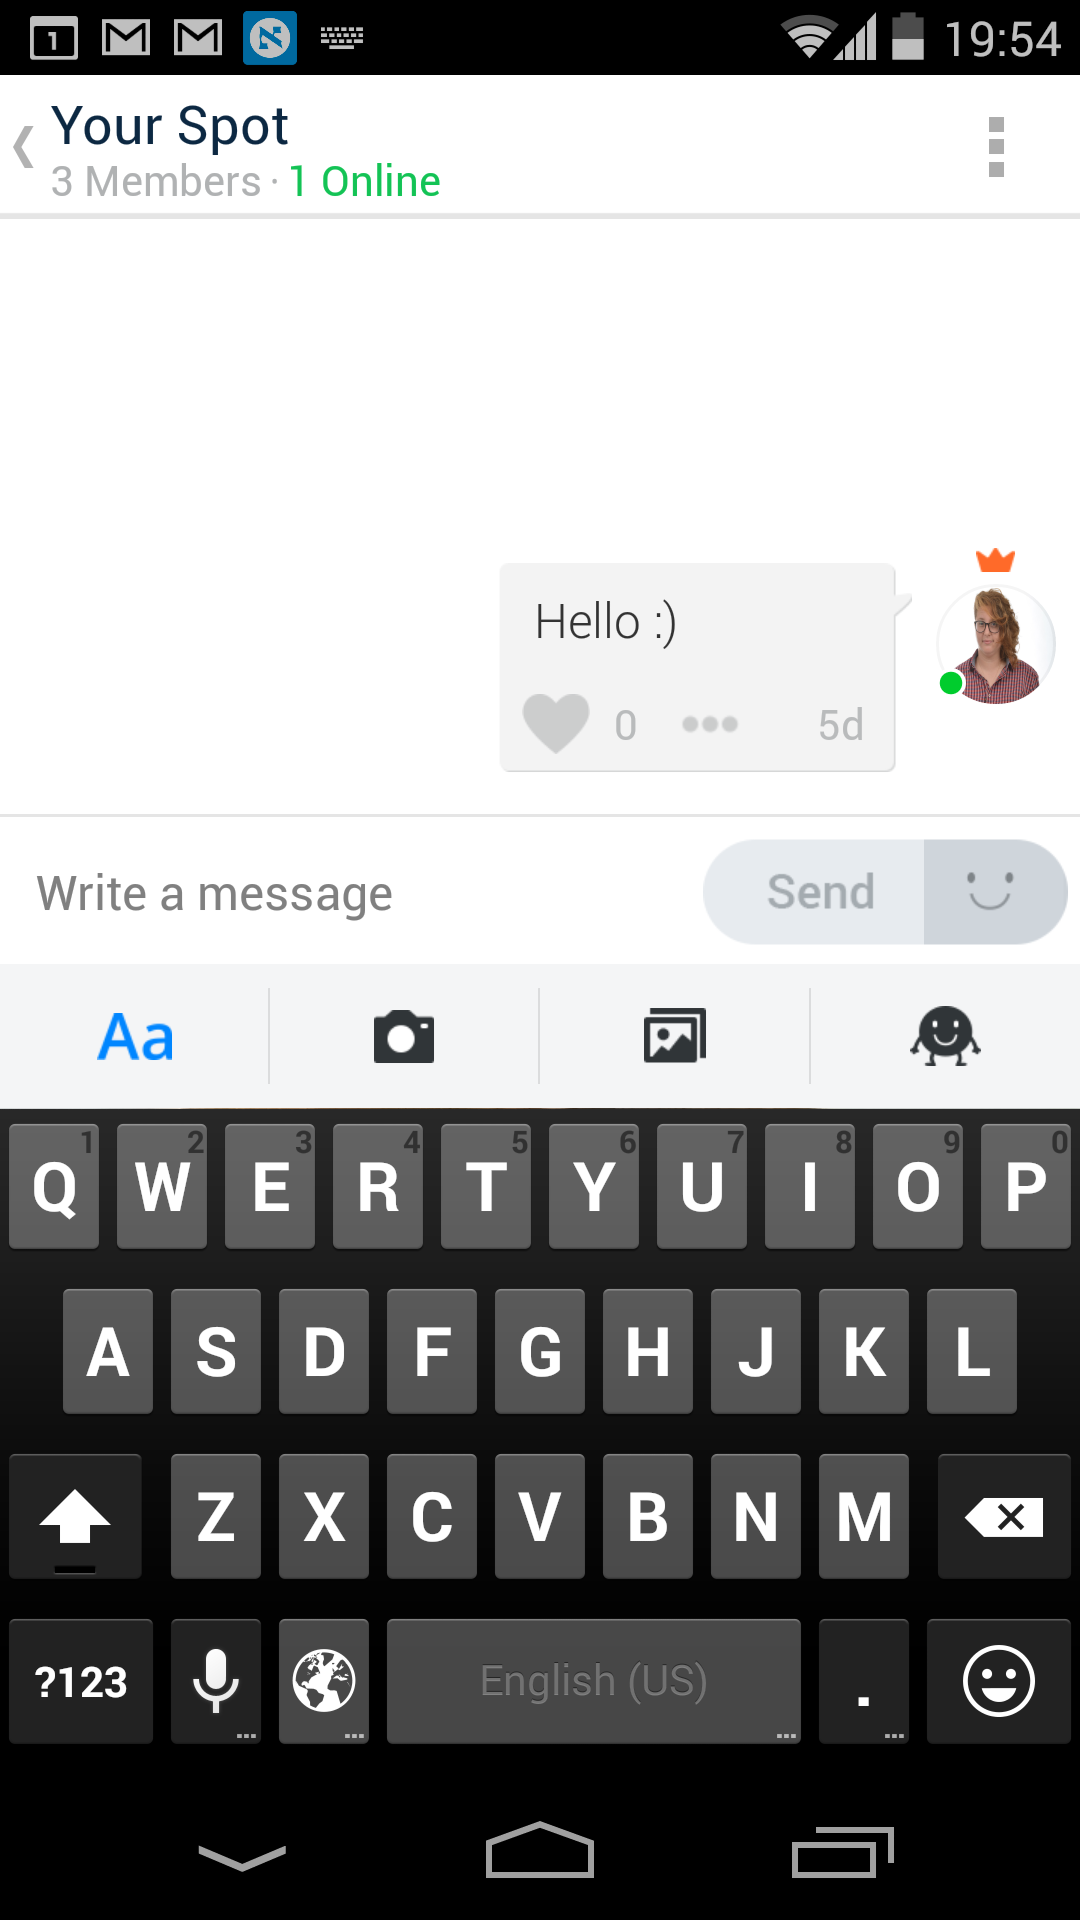 1
19:54
Your Spot
3 Members · 1 Online
Hello :)
0
5d
Write a message
Send
Aa
1 2 3 4 5 6 7 8 9 0
Q W E R T Y U I O P
A S D F G H J K L
Z X C V B N M
?123
English (US)
.